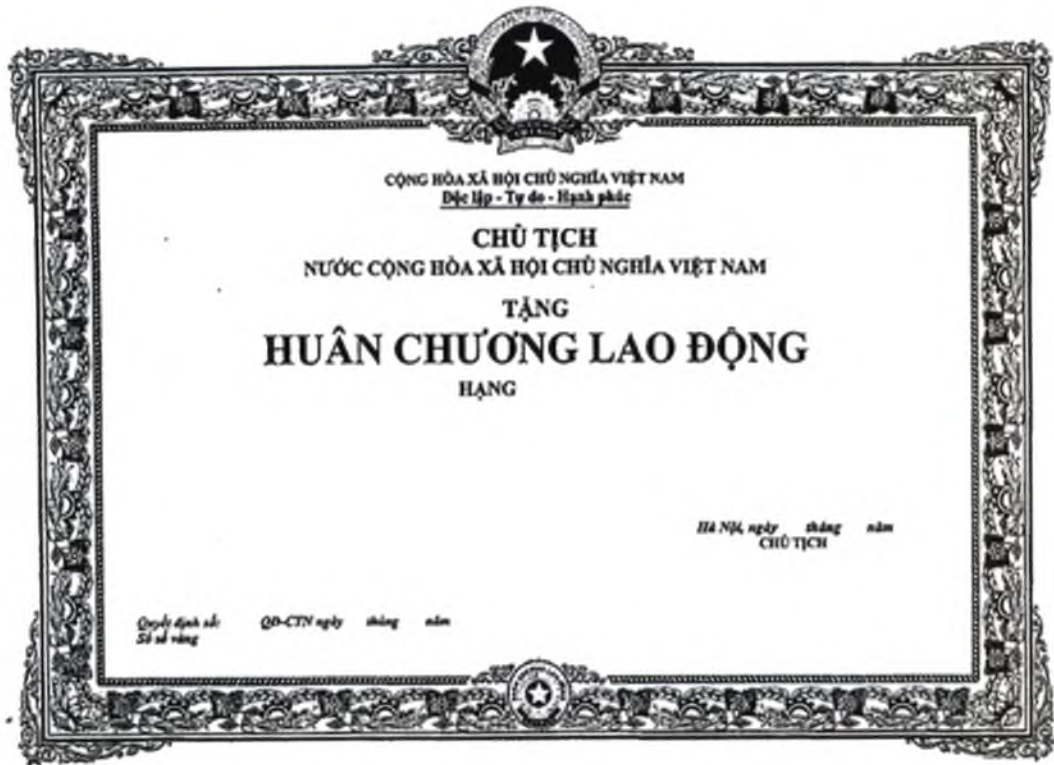 CỘNG HÒA XÃ HỘI CHỦ NGHĨA VIỆT NAM
Độc lập - Tự do - Hạnh phúc
CHỦ TỊCH
NƯỚC CỘNG HÒA XÃ HỘI CHỦ NGHĨA VIỆT NAM
TẶNG
HUÂN CHƯƠNG LAO ĐỘNG
HẠNG
Hà Nội, ngày tháng năm
CHỦ TỊCH
Quyết định số: QĐ-CTN ngày tháng năm
Số sổ vàng